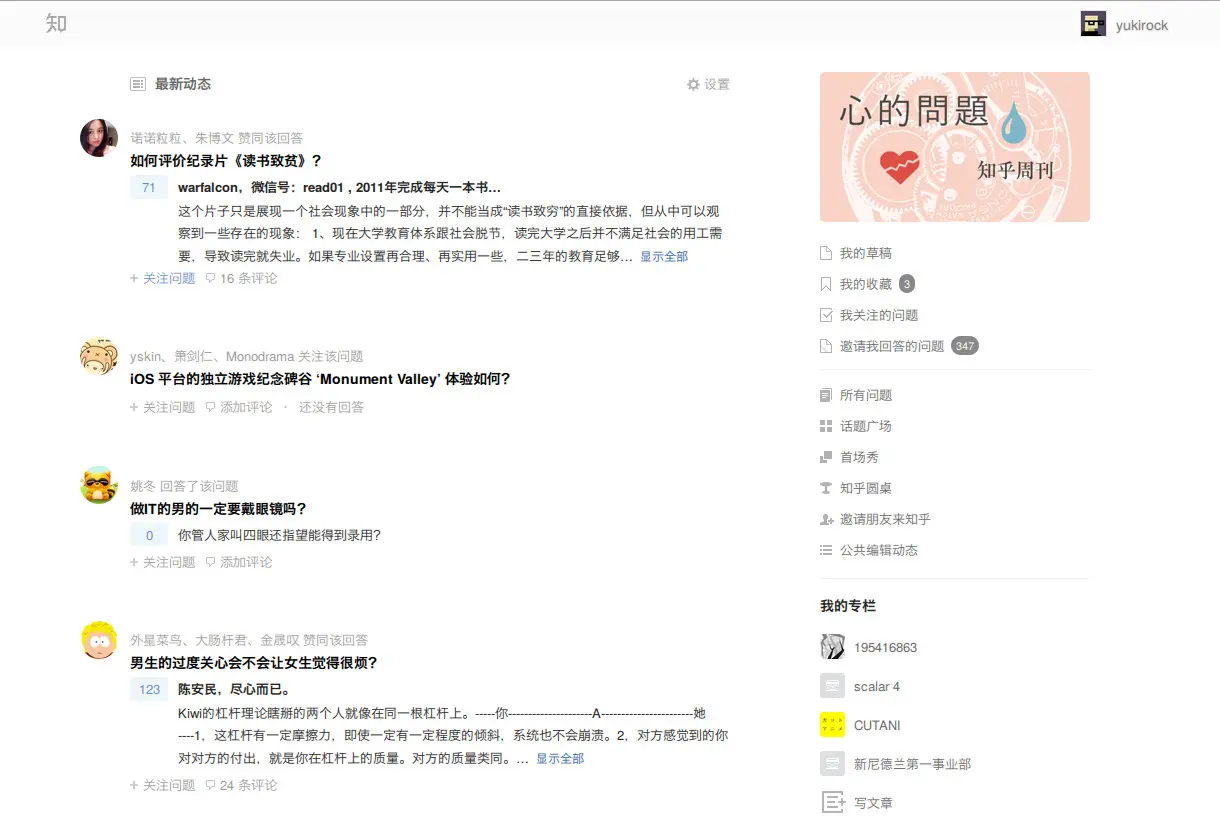 知
yukirock
最新动态
设置
诺诺粒粒、朱博文 赞同该回答
如何评价纪录片《读书致贫》？
71
warfalcon，微信号：read01 , 2011年完成每天一本书…
这个片子只是展现一个社会现象中的一部分，并不能当成“读书致穷”的直接依据，但从中可以观
察到一些存在的现象： 1、现在大学教育体系跟社会脱节，读完大学之后并不满足社会的用工需
要，导致读完就失业。如果专业设置再合理、再实用一些，二三年的教育足够… 显示全部
+ 关注问题 16 条评论
yskin、箫剑仁、Monodrama 关注该问题
iOS 平台的独立游戏纪念碑谷 ‘Monument Valley’ 体验如何？
+ 关注问题 添加评论 · 还没有回答
姚冬 回答了该问题
做IT的男的一定要戴眼镜吗？
0
你管人家叫四眼还指望能得到录用？
+ 关注问题 添加评论
外星菜鸟、大肠杆君、金晟叹 赞同该回答
男生的过度关心会不会让女生觉得很烦？
123
陈安民，尽心而已。
Kiwi的杠杆理论瞎掰的两个人就像在同一根杠杆上。-----你---------------------A-----------------------她
----1，这杠杆有一定摩擦力，即使一定有一定程度的倾斜，系统也不会崩溃。2，对方感觉到的你
对对方的付出，就是你在杠杆上的质量。对方的质量类同。… 显示全部
+ 关注问题 24 条评论
心的問題
知乎周刊
我的草稿
我的收藏 3
我关注的问题
邀请我回答的问题 347
所有问题
话题广场
首场秀
知乎圆桌
邀请朋友来知乎
公共编辑动态
我的专栏
195416863
scalar 4
CUTANI
新尼德兰第一事业部
写文章